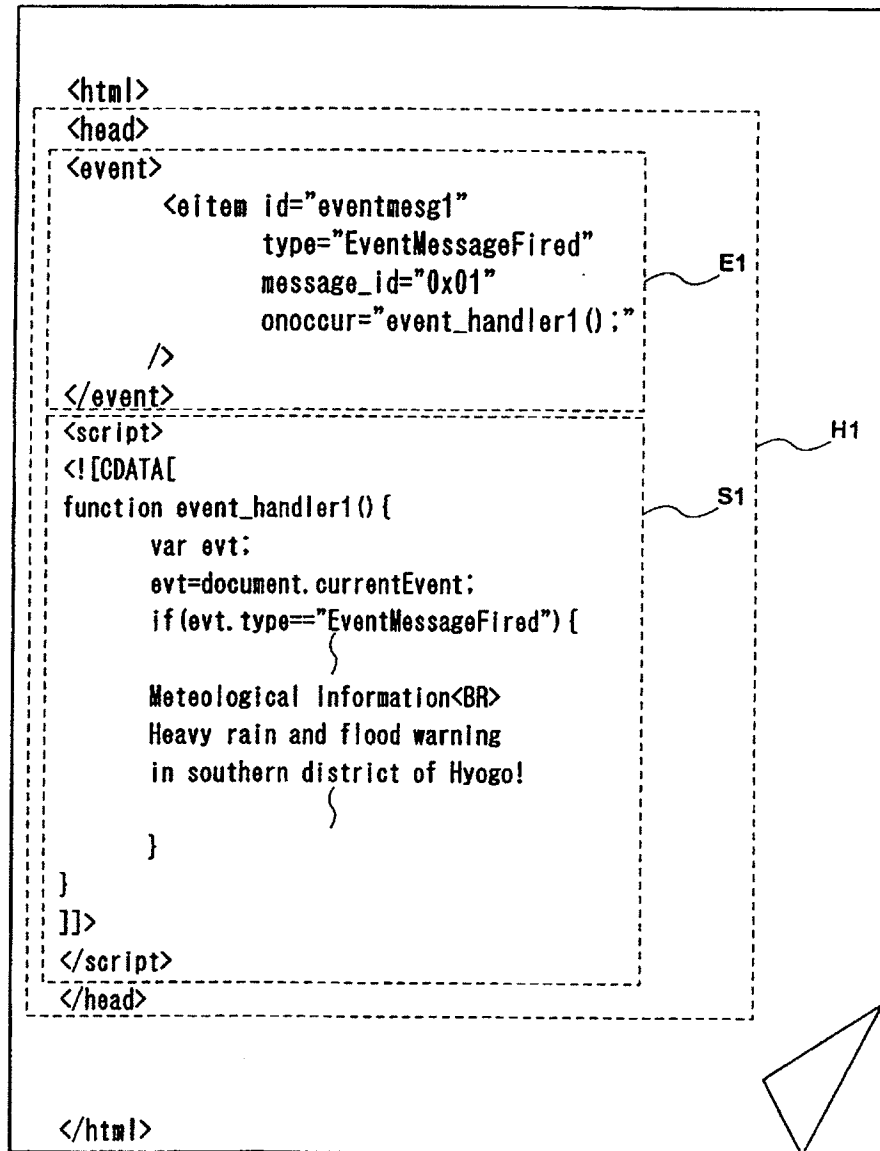 <html>
<head>
<event>
<eitem id="eventmesg1"
type="EventMessageFired"
message_id="0x01"
onoccur="event_handler1();"
/>
</event>
E1
<script>
<![CDATA[
H1
function event_handler1(){
S1
var evt;
evt=document.currentEvent;
if(evt.type=="EventMessageFired"){
Meteological Information<BR>
Heavy rain and flood warning
in southern district of Hyogo!
}
}
]]>
</script>
</head>
</html>